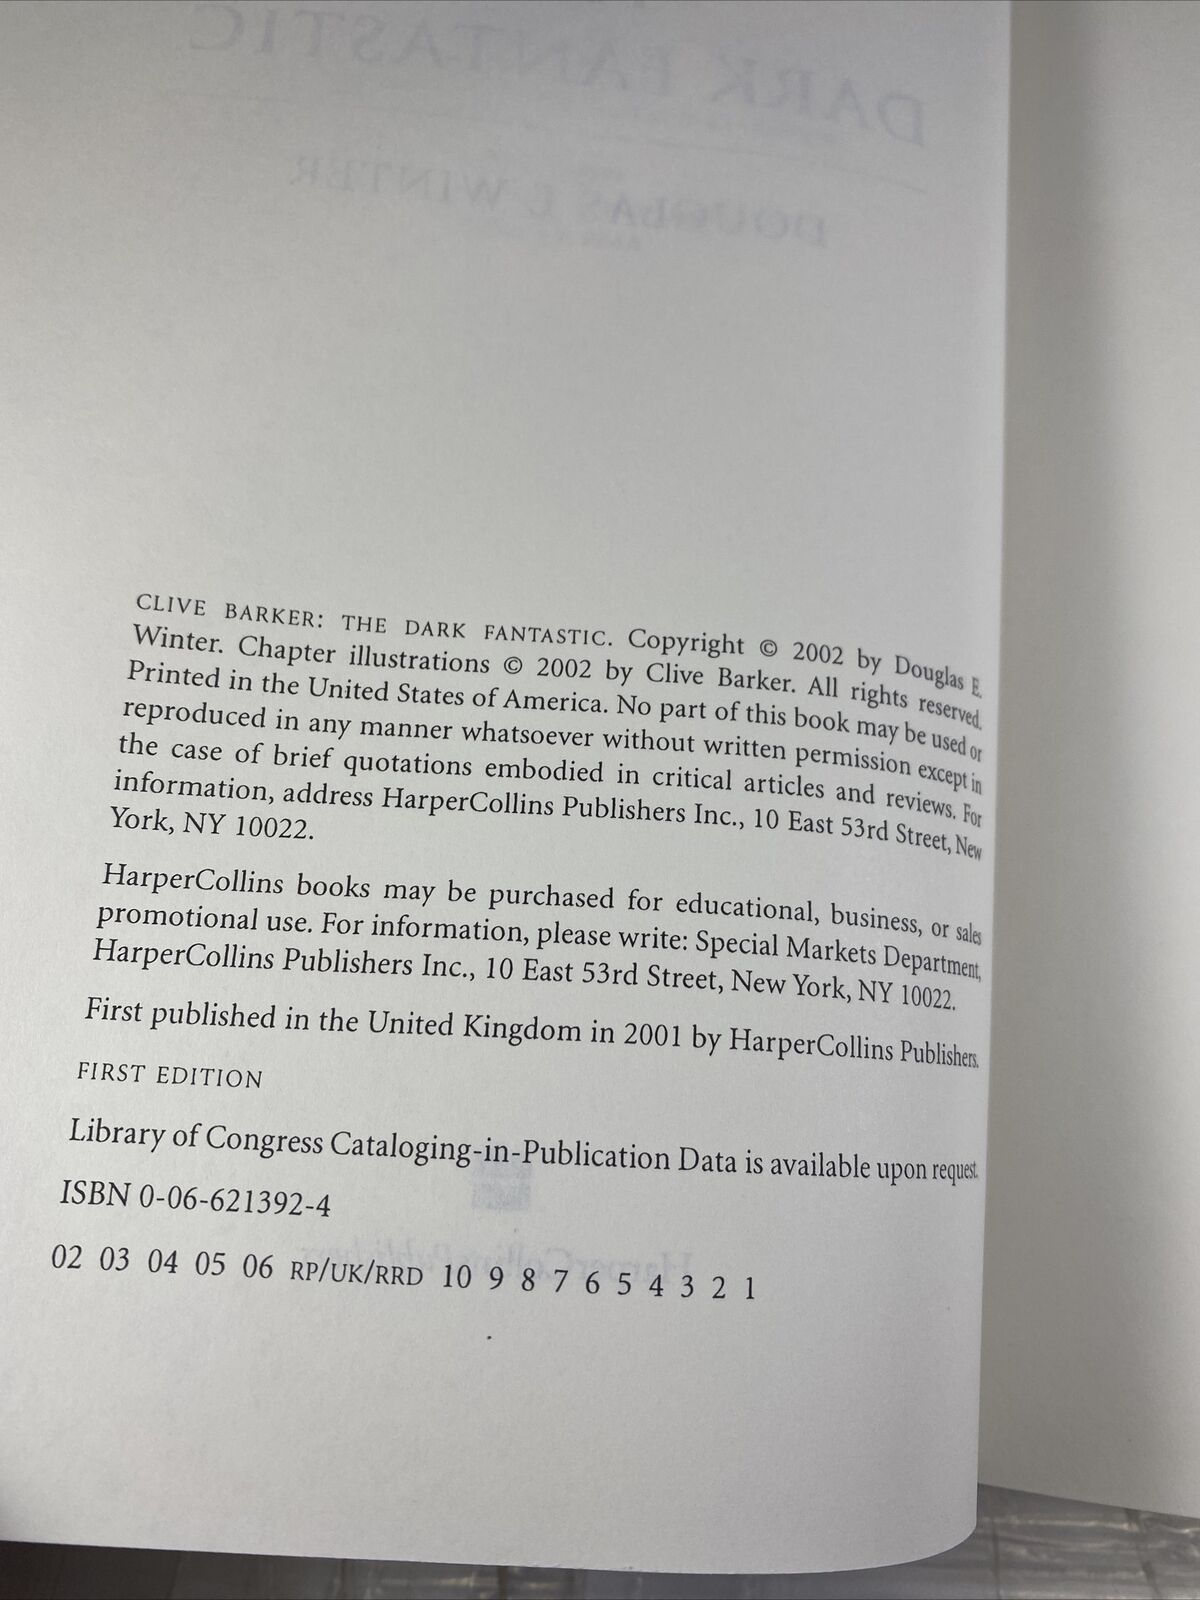 DARK FANTASTIC
DOUGLAS E. WINTER
CLIVE BARKER: THE DARK FANTASTIC. Copyright © 2002 by Douglas E.
Winter. Chapter illustrations © 2002 by Clive Barker. All rights reserved.
Printed in the United States of America. No part of this book may be used or
reproduced in any manner whatsoever without written permission except in
the case of brief quotations embodied in critical articles and reviews. For
information, address HarperCollins Publishers Inc., 10 East 53rd Street, New
York, NY 10022.
HarperCollins books may be purchased for educational, business, or sales
promotional use. For information, please write: Special Markets Department,
HarperCollins Publishers Inc., 10 East 53rd Street, New York, NY 10022.
First published in the United Kingdom in 2001 by HarperCollins Publishers.
FIRST EDITION
Library of Congress Cataloging-in-Publication Data is available upon request.
ISBN 0-06-621392-4
HarperCollinsPublishers
02 03 04 05 06 RP/UK/RRD 10 9 8 7 6 5 4 3 2 1